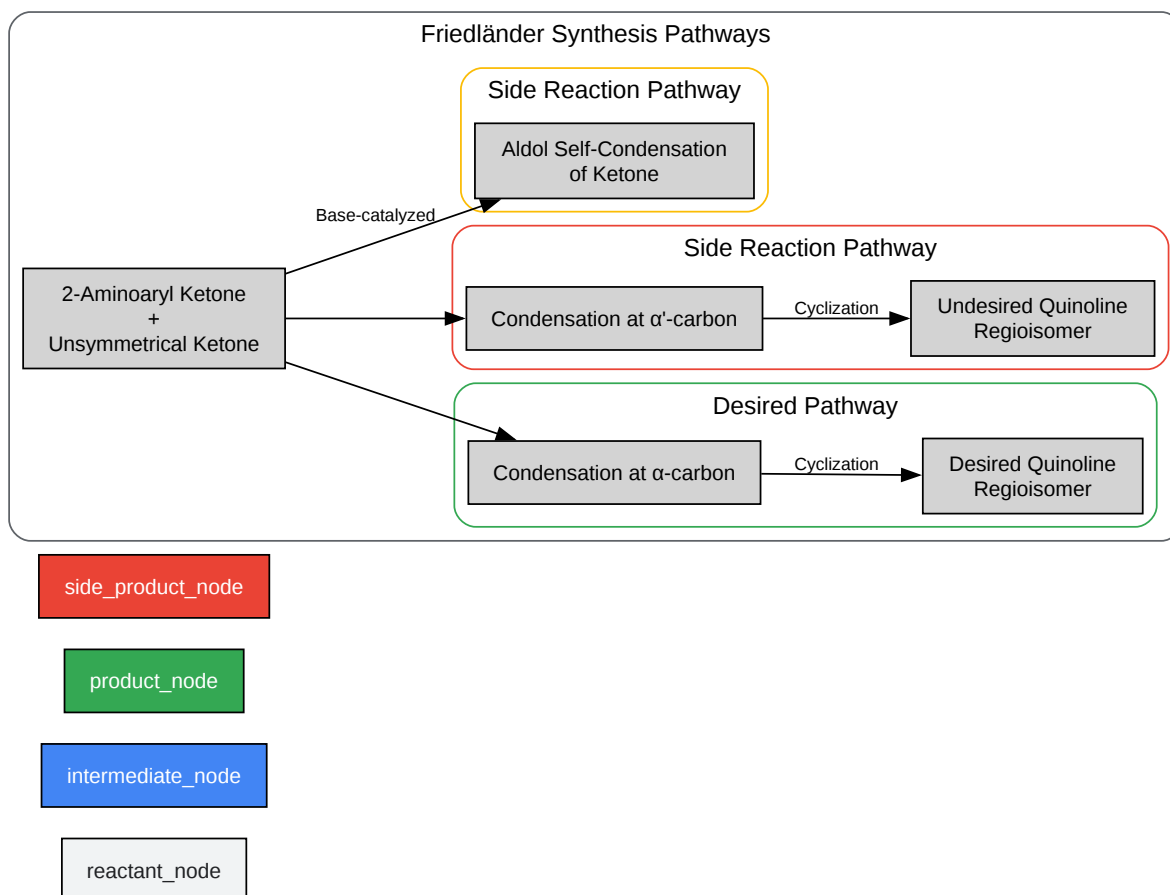 Friedländer Synthesis Pathways
Side Reaction Pathway
Aldol Self-Condensation
of Ketone
Base-catalyzed
Side Reaction Pathway
2-Aminoaryl Ketone
+
Unsymmetrical Ketone
Condensation at α'-carbon
Cyclization
Undesired Quinoline
Regioisomer
Desired Pathway
Condensation at α-carbon
Cyclization
Desired Quinoline
Regioisomer
side_product_node
product_node
intermediate_node
reactant_node